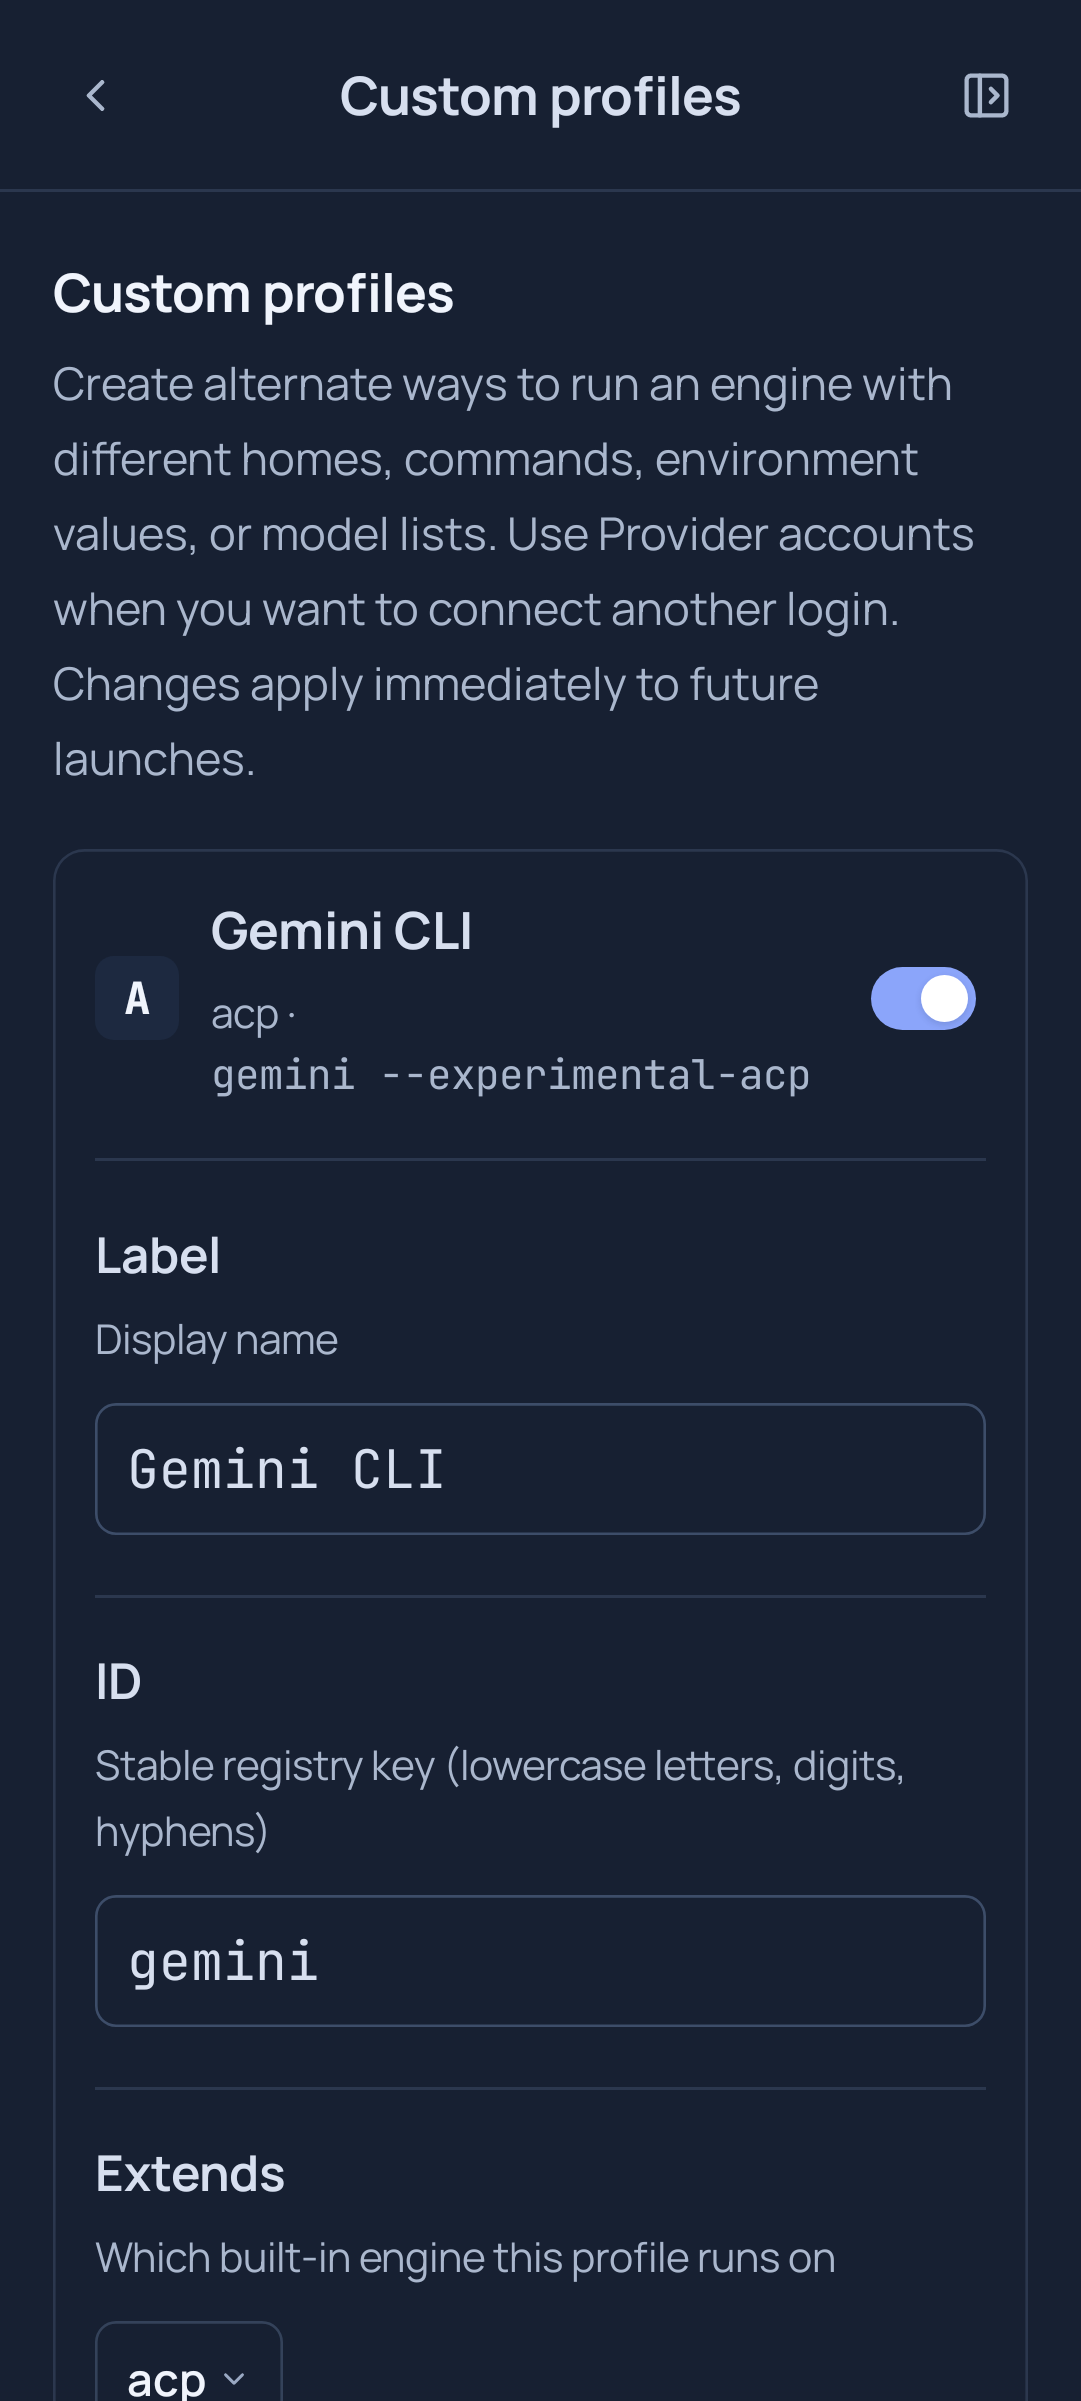 Custom profiles
Custom profiles
Create alternate ways to run an engine with
different homes, commands, environment
values, or model lists. Use Provider accounts
when you want to connect another login.
Changes apply immediately to future
launches.
Gemini CLI
A
acp ·
gemini --experimental-acp
Label
Display name
Gemini CLI
ID
Stable registry key (lowercase letters, digits,
hyphens)
gemini
Extends
Which built-in engine this profile runs on
acp